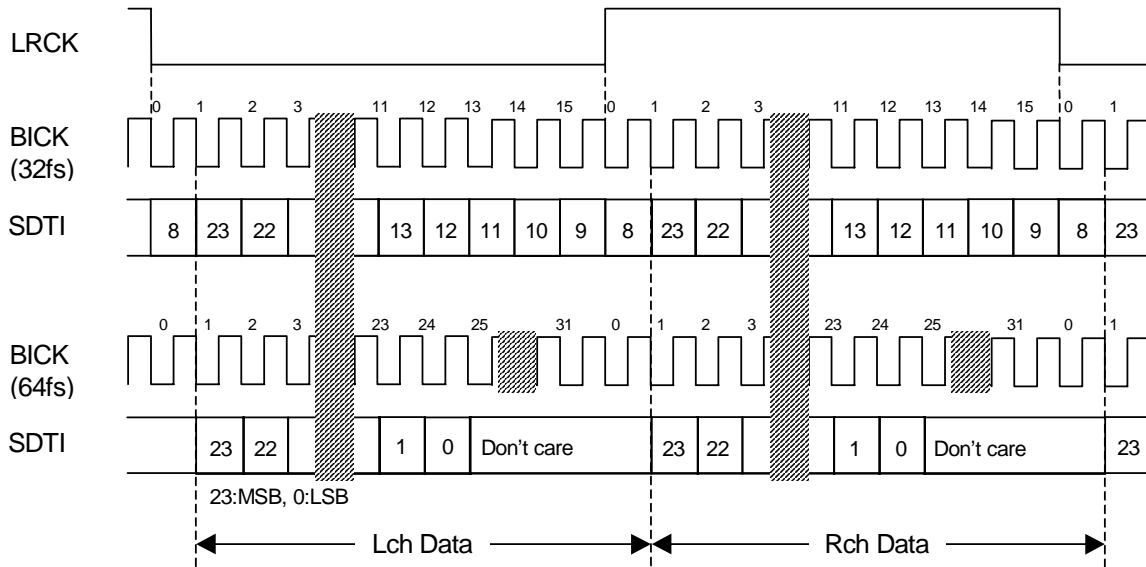 LRCK
0 1 2 3 11 12 13 14 15 0 1 2 3 11 12 13 14 15 0 1
BICK
(32fs)
SDTI 8 23 22 13 12 11 10 9 8 23 22 13 12 11 10 9 8 23
0 1 2 3 23 24 25 31 0 1 2 3 23 24 25 31 0 1
BICK
(64fs)
SDTI 23 22 1 0 Don't care 23 22 1 0 Don't care 23
23:MSB, 0:LSB
Lch Data Rch Data